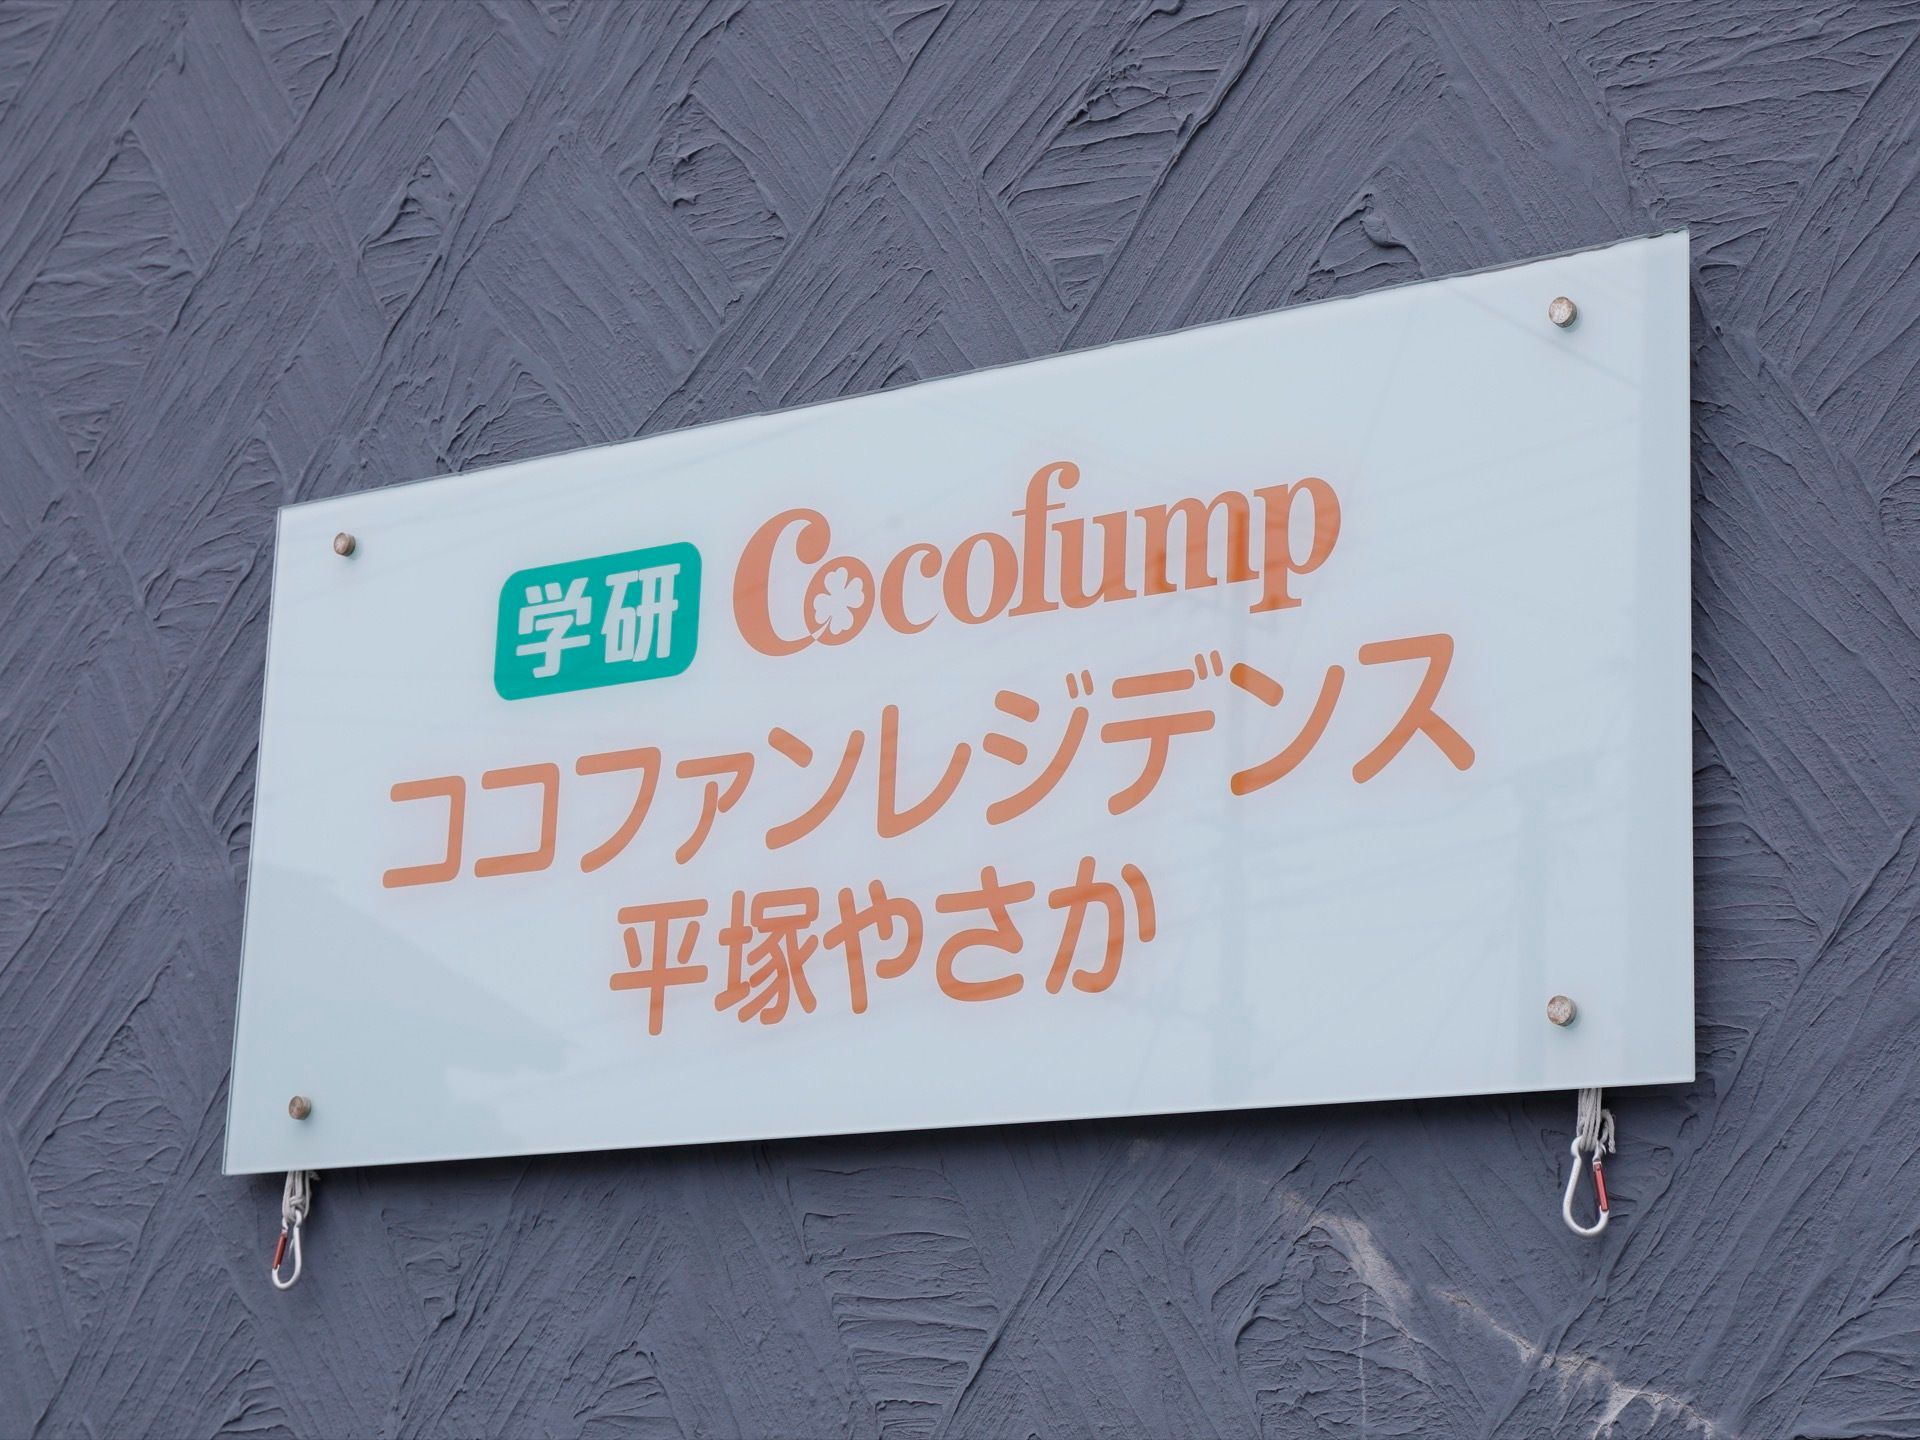 学研 Cocofump
ココファンレジデンス
平塚やさか